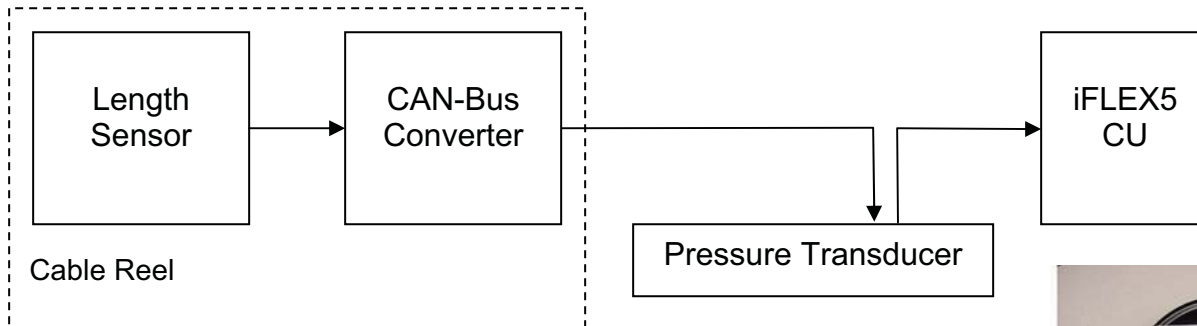 Length
Sensor
CAN-Bus
Converter
iFLEX5
CU
Pressure Transducer
Cable Reel